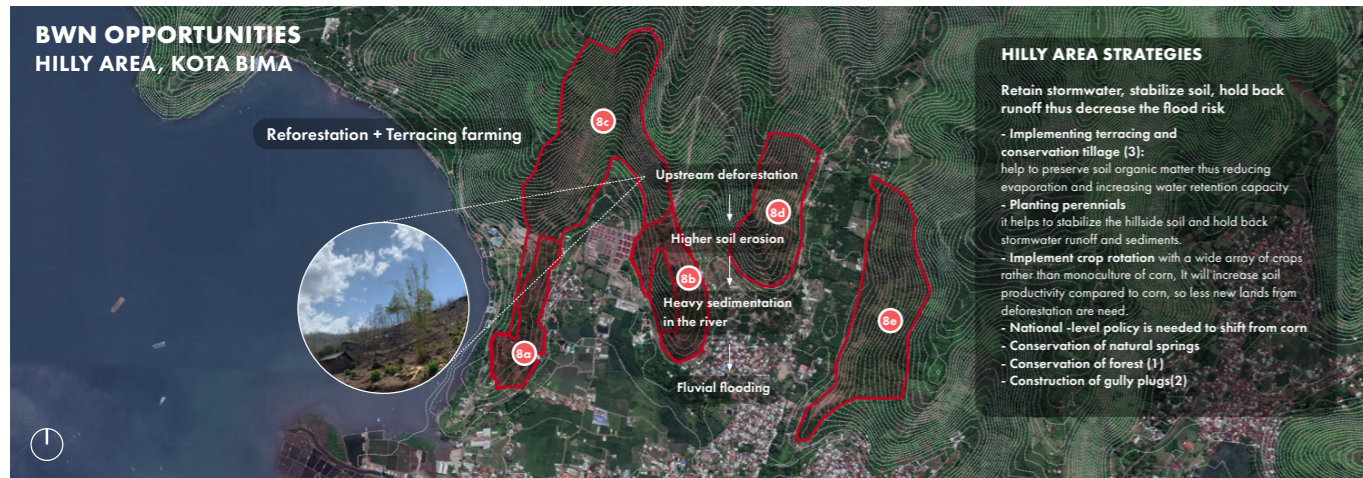 BWN OPPORTUNITIES
HILLY AREA, KOTA BIMA
Reforestation + Terracing farming
8c
Upstream deforestation
8d
Higher soil erosion
8b
Heavy sedimentation
in the river
8e
8a
Fluvial flooding
HILLY AREA STRATEGIES
Retain stormwater, stabilize soil, hold back
runoff thus decrease the flood risk
- Implementing terracing and
conservation tillage (3):
help to preserve soil organic matter thus reducing
evaporation and increasing water retention capacity
- Planting perennials
it helps to stabilize the hillside soil and hold back
stormwater runoff and sediments.
- Implement crop rotation with a wide array of crops
rather than monoculture of corn, It will increase soil
productivity compared to corn, so less new lands from
deforestation are need.
- National -level policy is needed to shift from corn
- Conservation of natural springs
- Conservation of forest (1)
- Construction of gully plugs(2)